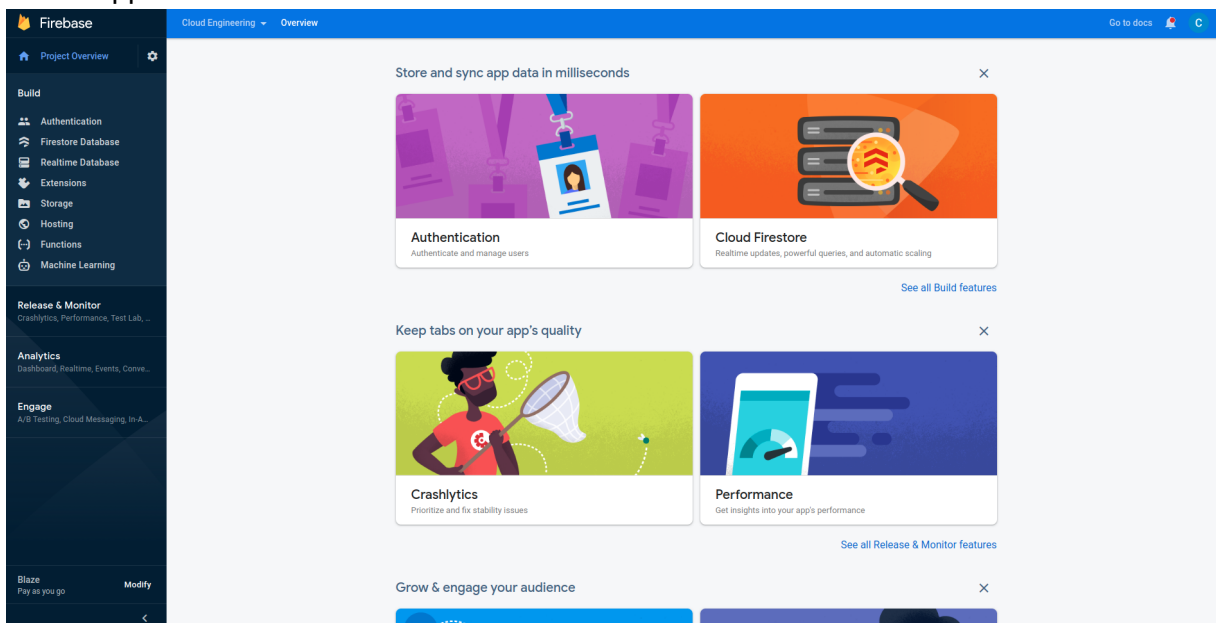 Firebase
Cloud Engineering Overview Go to docs C
Project Overview
Build
Authentication
Firestore Database
Realtime Database
Extensions
Storage
Hosting
Functions
Machine Learning
Release & Monitor
Crashlytics, Performance, Test Lab, ...
Analytics
Dashboard, Realtime, Events, Conve...
Engage
A/B Testing, Cloud Messaging, In-A...
Blaze
Pay as you go
Modify
Store and sync app data in milliseconds
Authentication
Authenticate and manage users
Cloud Firestore
Realtime updates, powerful queries, and automatic scaling
See all Build features
Keep tabs on your app's quality
Crashlytics
Prioritize and fix stability issues
Performance
Get insights into your app's performance
See all Release & Monitor features
Grow & engage your audience